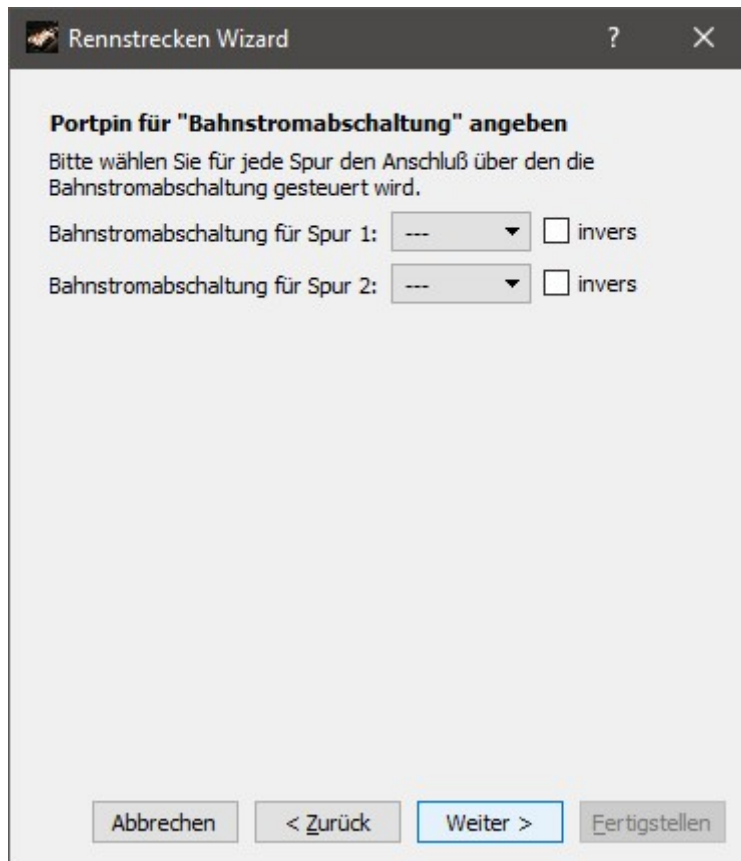 Rennstrecken Wizard ? ×
Portpin für "Bahnstromabschaltung" angeben
Bitte wählen Sie für jede Spur den Anschluß über den die
Bahnstromabschaltung gesteuert wird.
Bahnstromabschaltung für Spur 1: --- invers
Bahnstromabschaltung für Spur 2: --- invers
Abbrechen < Zurück Weiter > Fertigstellen